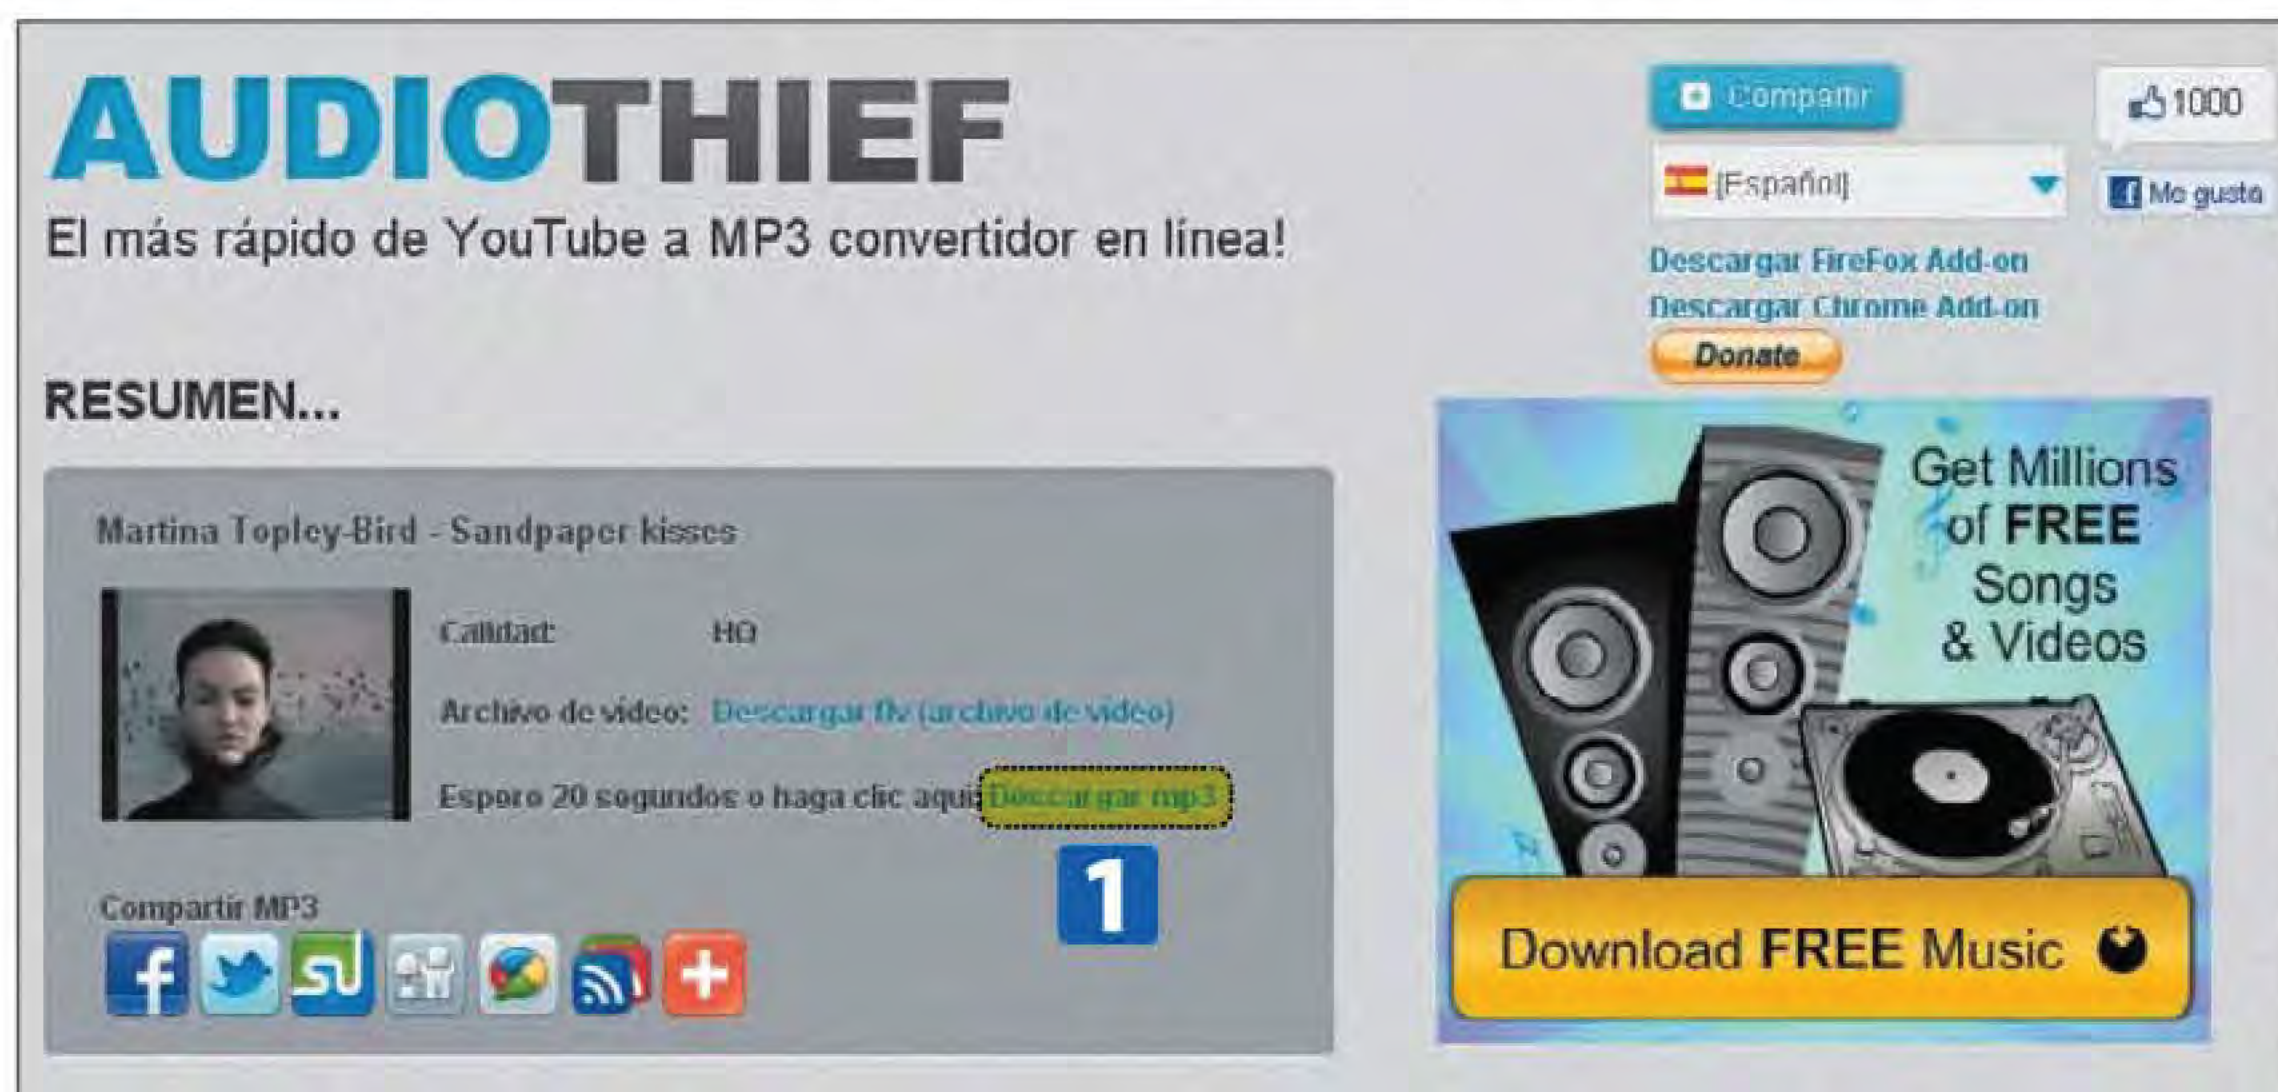 AUDIOTHIEF
El más rápido de YouTube a MP3 convertidor en línea!
Compartir
1000
[Español]
Me gusta
Descargar FireFox Add-on
Descargar Chrome Add-on
Donate
RESUMEN...
Martina Topley-Bird - Sandpaper kisses
Calidad: HQ
Archivo de video: Descargar flv (archivo de video)
Espere 20 segundos o haga clic aquí: Descargar mp3
1
Compartir MP3
Get Millions
of FREE
Songs
& Videos
Download FREE Music